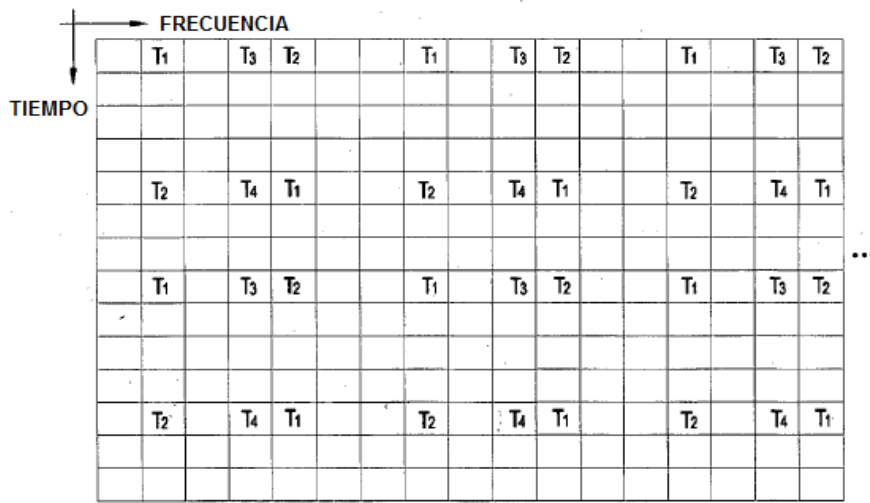 FRECUENCIA
T1 T3 T2 T1 T3 T2 T1 T3 T2
TIEMPO
T2 T4 T1 T2 T4 T1 T2 T4 T1
...
T1 T3 T2 T1 T3 T2 T1 T3 T2
T2 T4 T1 T2 T4 T1 T2 T4 T1